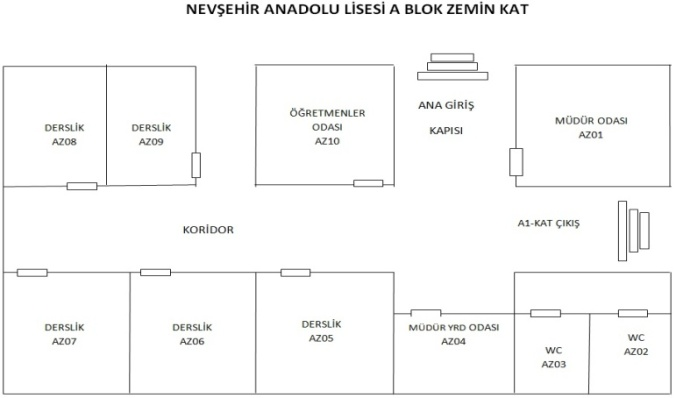 NEVŞEHİR ANADOLU LİSESİ A BLOK ZEMİN KAT
DERSLİK
AZ08
DERSLİK
AZ09
ÖĞRETMENLER
ODASI
AZ10
ANA GİRİŞ
KAPISI
MÜDÜR ODASI
AZ01
KORİDOR
A1-KAT ÇIKIŞ
DERSLİK
AZ07
DERSLİK
AZ06
DERSLİK
AZ05
MÜDÜR YRD ODASI
AZ04
WC
AZ03
WC
AZ02